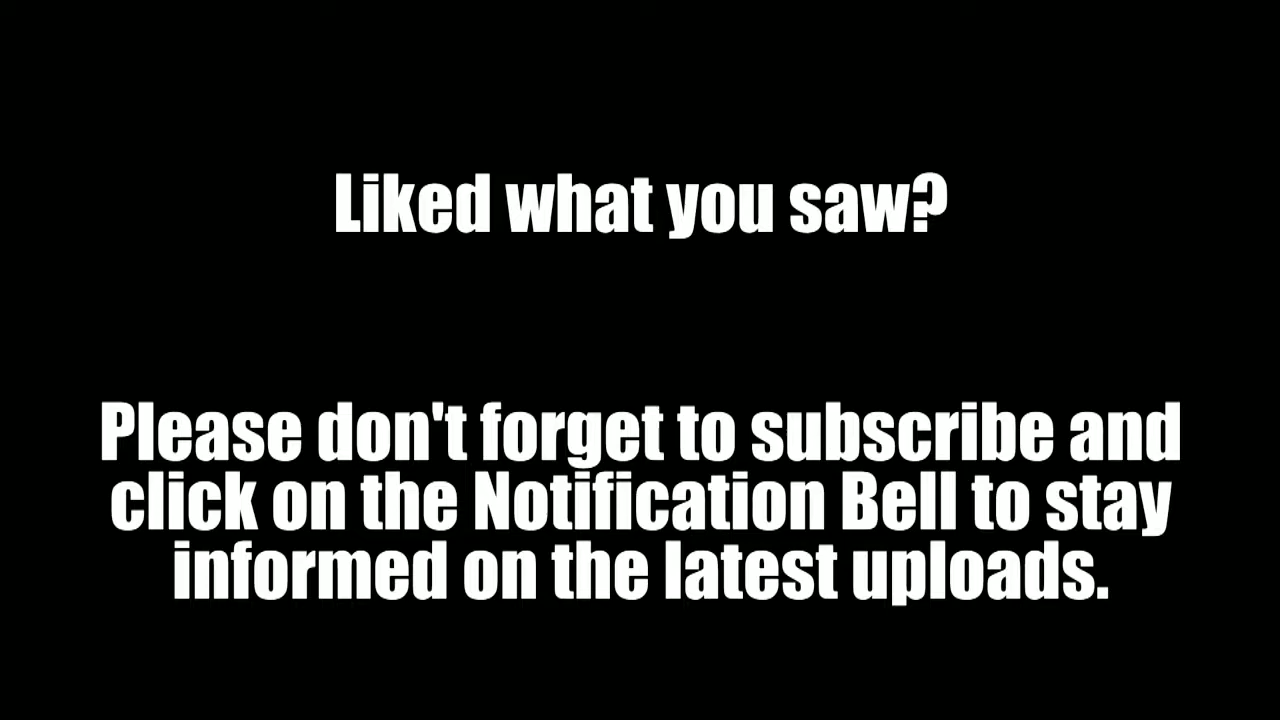 Liked what you saw?
Please don't forget to subscribe and
click on the Notification Bell to stay
informed on the latest uploads.